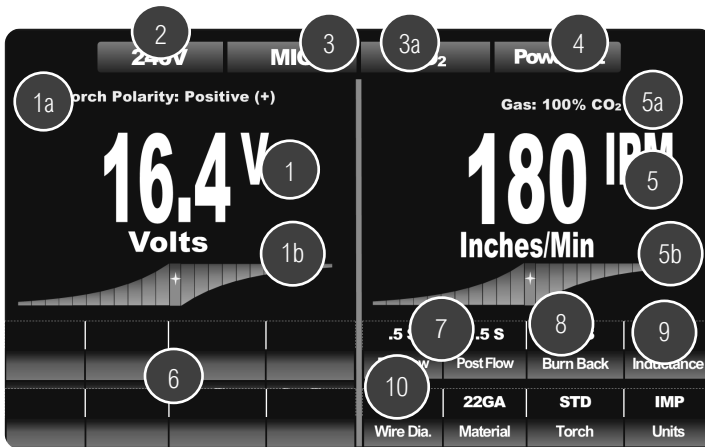 2 3 3a 4
240V MIG
1a Torch Polarity: Positive (+)
Gas: 100% CO₂ 5a
16.4 V 1
180 IPM 5
Volts 1b
Inches/Min 5b
.5 S 7 .5 S 8 9
Post Flow Burn Back Inductance
6 10
22GA STD IMP
Wire Dia. Material Torch Units